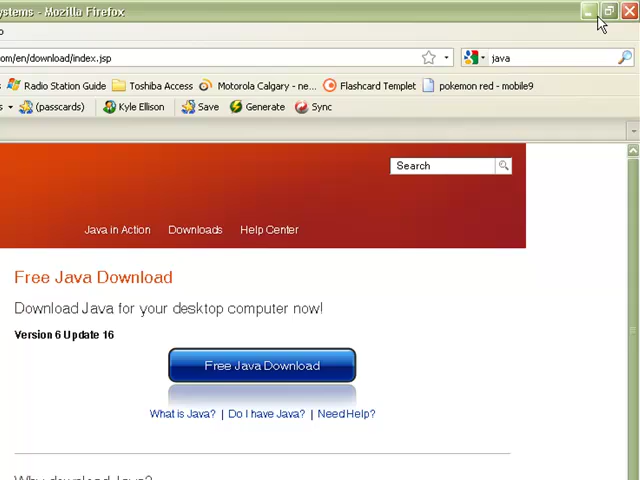 ystems - Mozilla Firefox
o
om/en/download/index.jsp
java
Radio Station Guide Toshiba Access Motorola Calgary - ne... Flashcard Templet pokemon red - mobile9
s (passcards) Kyle Ellison Save Generate Sync
Search
Java in Action Downloads Help Center
Free Java Download
Download Java for your desktop computer now!
Version 6 Update 16
Free Java Download
What is Java? | Do I have Java? | Need Help?
Why download Java?